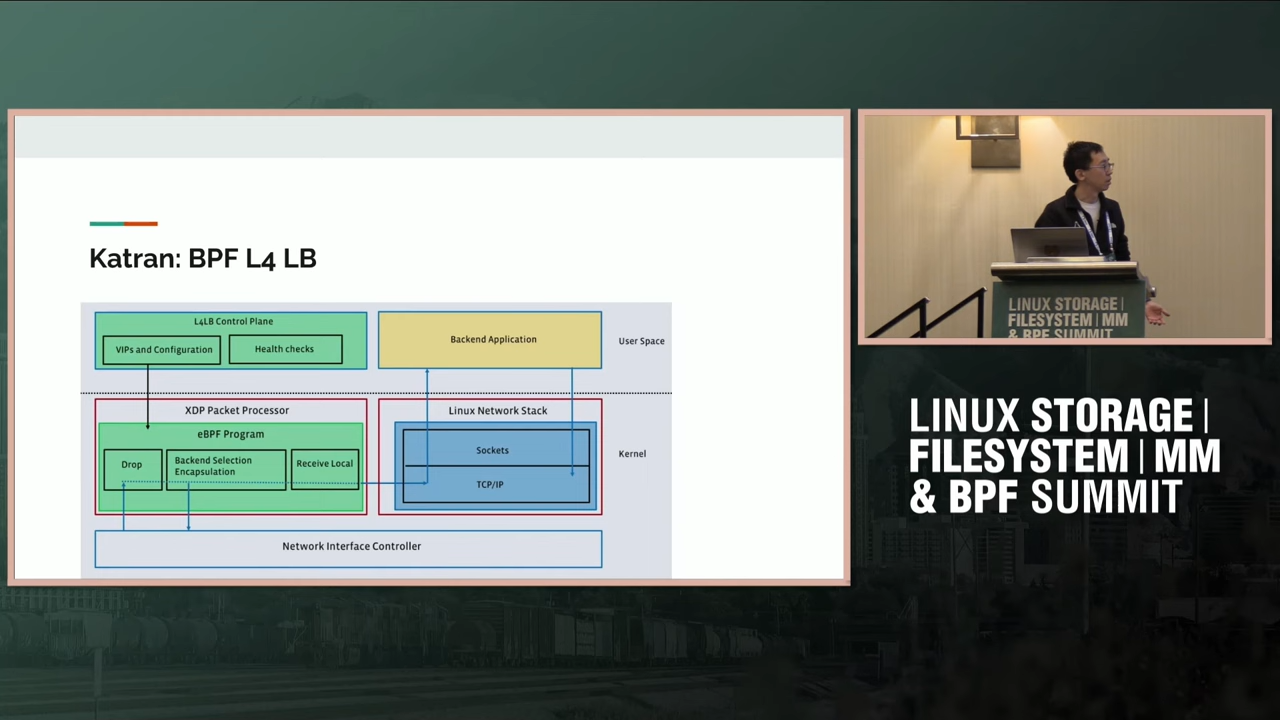 Katran: BPF L4 LB
L4LB Control Plane
VIPs and Configuration
Health checks
Backend Application
User Space
XDP Packet Processor
eBPF Program
Drop
Backend Selection
Encapsulation
Receive Local
Linux Network Stack
Sockets
TCP/IP
Kernel
Network Interface Controller
LINUX STORAGE |
FILESYSTEM | MM
& BPF SUMMIT
LINUX STORAGE |
FILESYSTEM | MM
& BPF SUMMIT